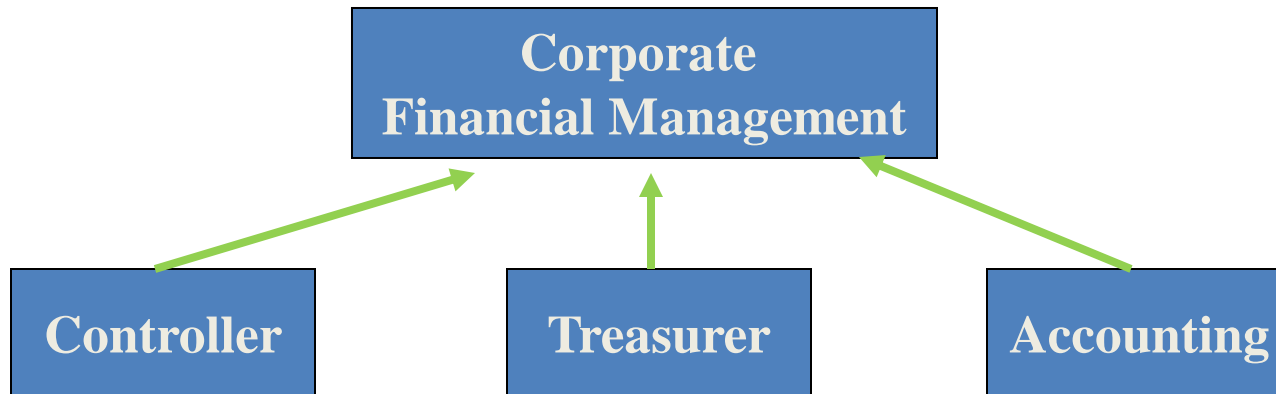 Corporate
Financial Management
Controller
Treasurer
Accounting